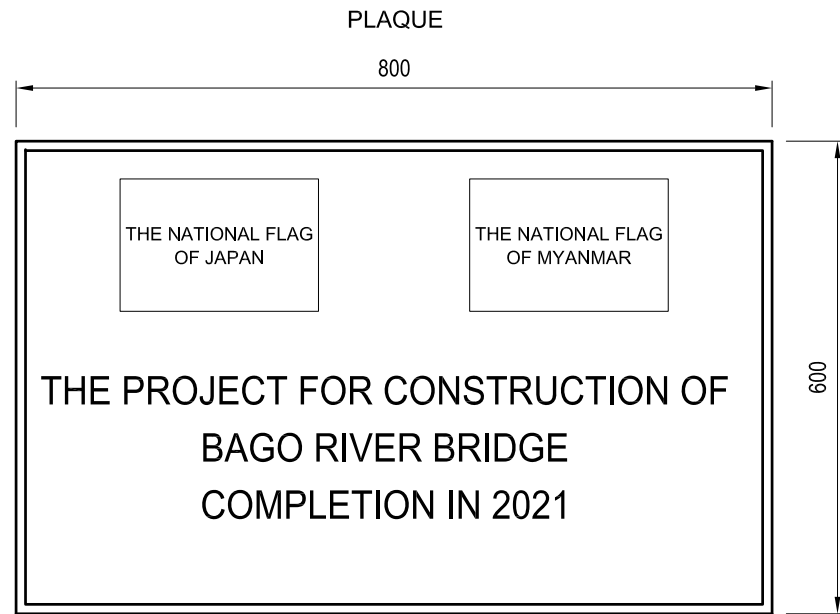 PLAQUE
800
THE NATIONAL FLAG
OF JAPAN
THE NATIONAL FLAG
OF MYANMAR
600
THE PROJECT FOR CONSTRUCTION OF
BAGO RIVER BRIDGE
COMPLETION IN 2021